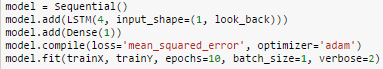 model = Sequential()
model.add(LSTM(4, input_shape=(1, look_back)))
model.add(Dense(1))
model.compile(loss='mean_squared_error', optimizer='adam')
model.fit(trainX, trainY, epochs=10, batch_size=1, verbose=2)